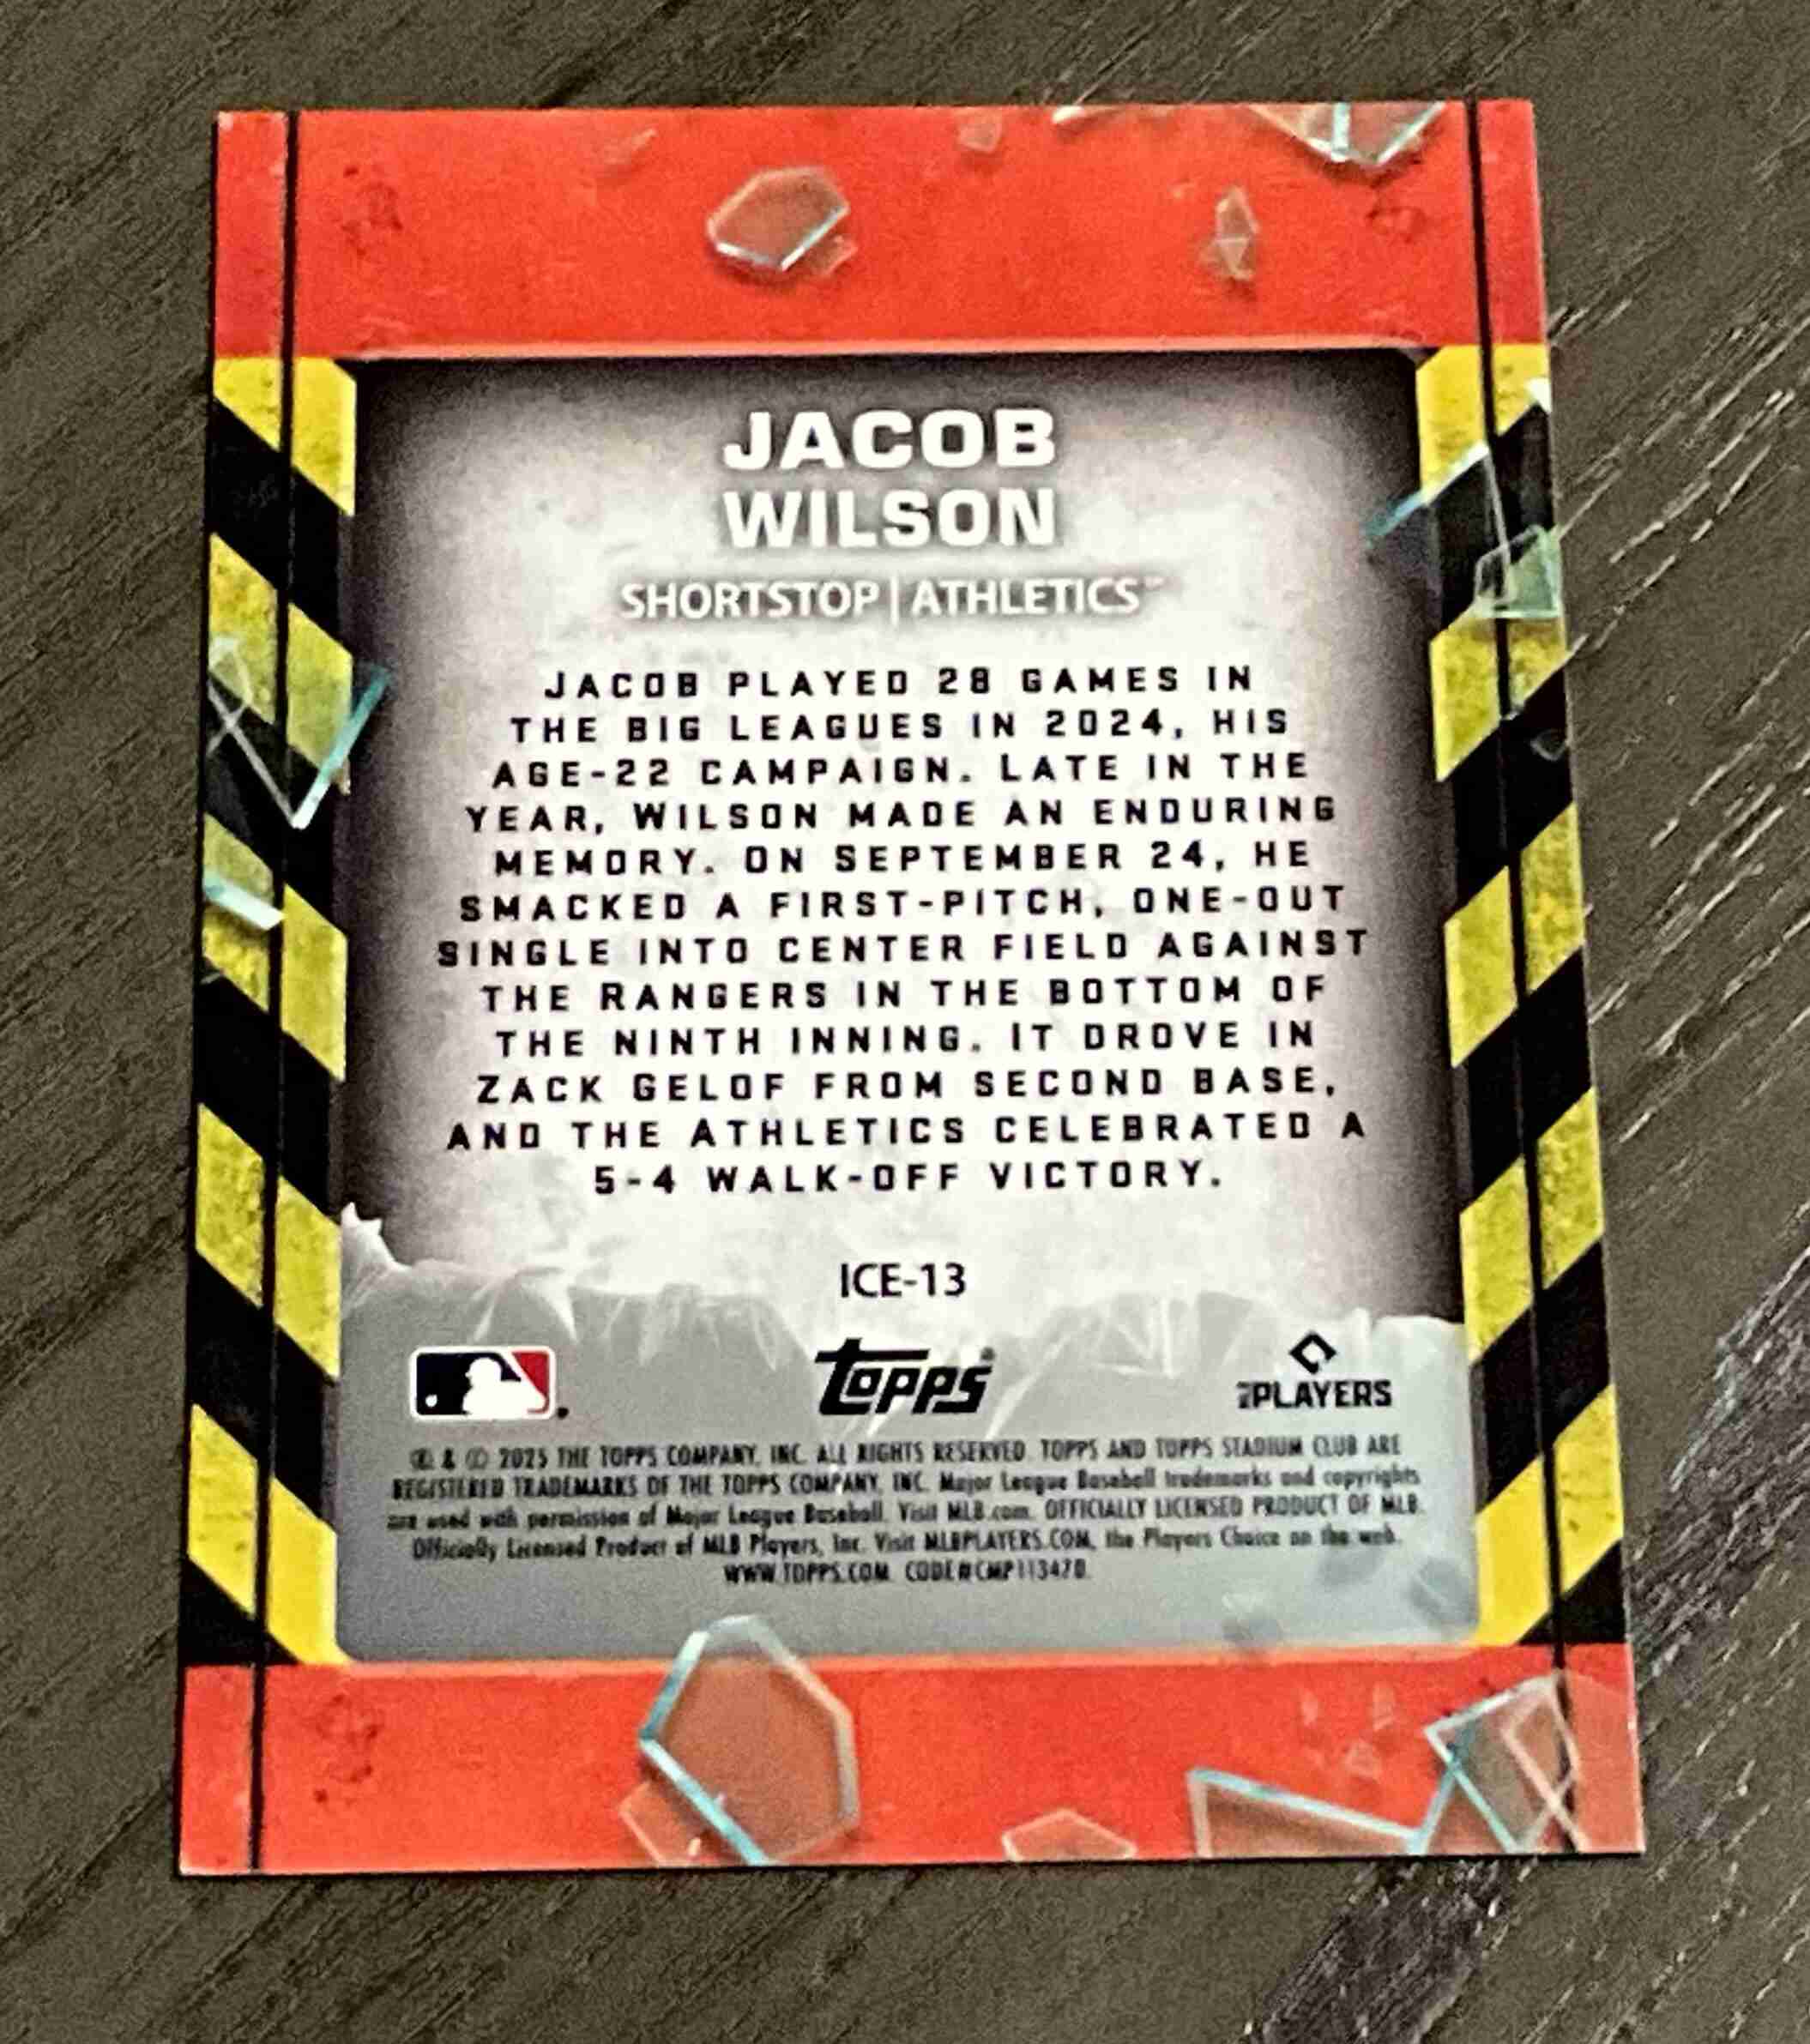 JACOB
WILSON
SHORTSTOP | ATHLETICS™
JACOB PLAYED 28 GAMES IN
THE BIG LEAGUES IN 2024, HIS
AGE-22 CAMPAIGN. LATE IN THE
YEAR, WILSON MADE AN ENDURING
MEMORY. ON SEPTEMBER 24, HE
SMACKED A FIRST-PITCH, ONE-OUT
SINGLE INTO CENTER FIELD AGAINST
THE RANGERS IN THE BOTTOM OF
THE NINTH INNING. IT DROVE IN
ZACK GELOF FROM SECOND BASE,
AND THE ATHLETICS CELEBRATED A
5-4 WALK-OFF VICTORY.
ICE-13
Topps®
PLAYERS
® & © 2025 THE TOPPS COMPANY, INC. ALL RIGHTS RESERVED. TOPPS AND TOPPS STADIUM CLUB ARE
REGISTERED TRADEMARKS OF THE TOPPS COMPANY, INC. Major League Baseball trademarks and copyrights
are used with permission of Major League Baseball. Visit MLB.com. OFFICIALLY LICENSED PRODUCT OF MLB
Officially Licensed Product of MLB Players, Inc. Visit MLBPLAYERS.COM, the Players Choice on the web.
WWW.TOPPS.COM CODE#CMP113470